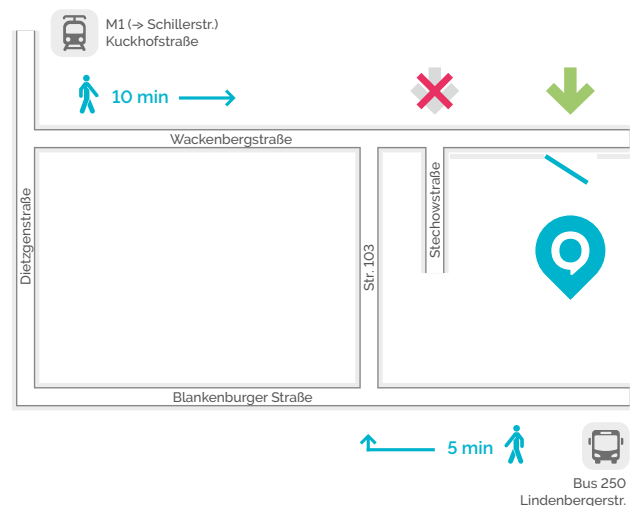 M1 (-> Schillerstr.)
Kuckhofstraße
10 min
Wackenbergstraße
Dietzgenstraße
Stechowstraße
Str. 103
Blankenburger Straße
5 min
Bus 250
Lindenbergerstr.